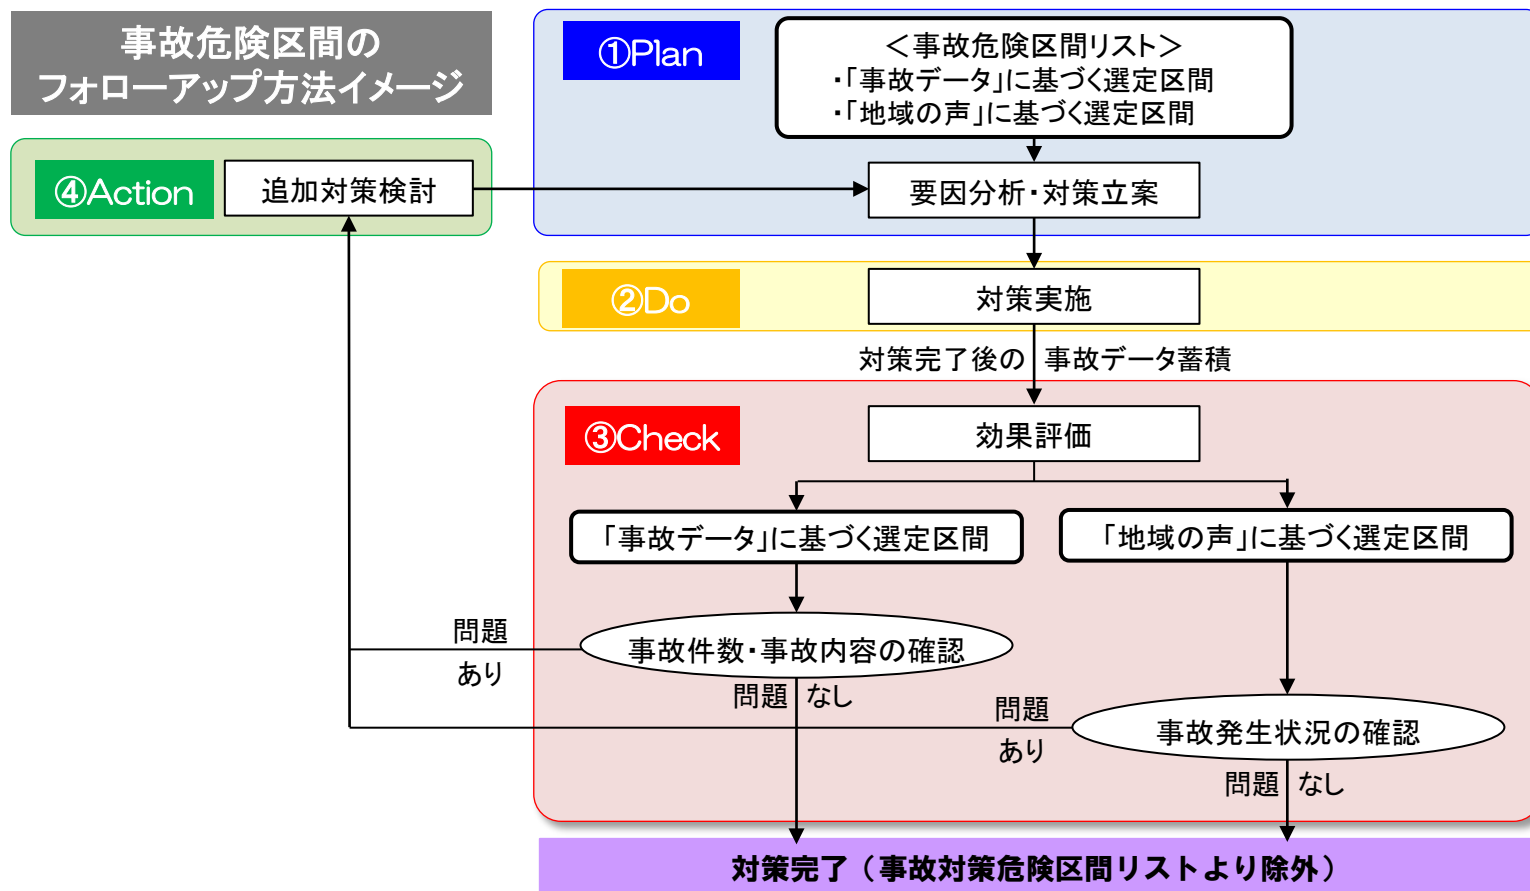 事故危険区間の
フォローアップ方法イメージ
①Plan
＜事故危険区間リスト＞
・「事故データ」に基づく選定区間
・「地域の声」に基づく選定区間
④Action
追加対策検討
要因分析・対策立案
②Do
対策実施
対策完了後の 事故データ蓄積
③Check
効果評価
「事故データ」に基づく選定区間
「地域の声」に基づく選定区間
問題
あり
事故件数・事故内容の確認
問題 なし
問題
あり
事故発生状況の確認
問題 なし
対策完了（事故対策危険区間リストより除外）